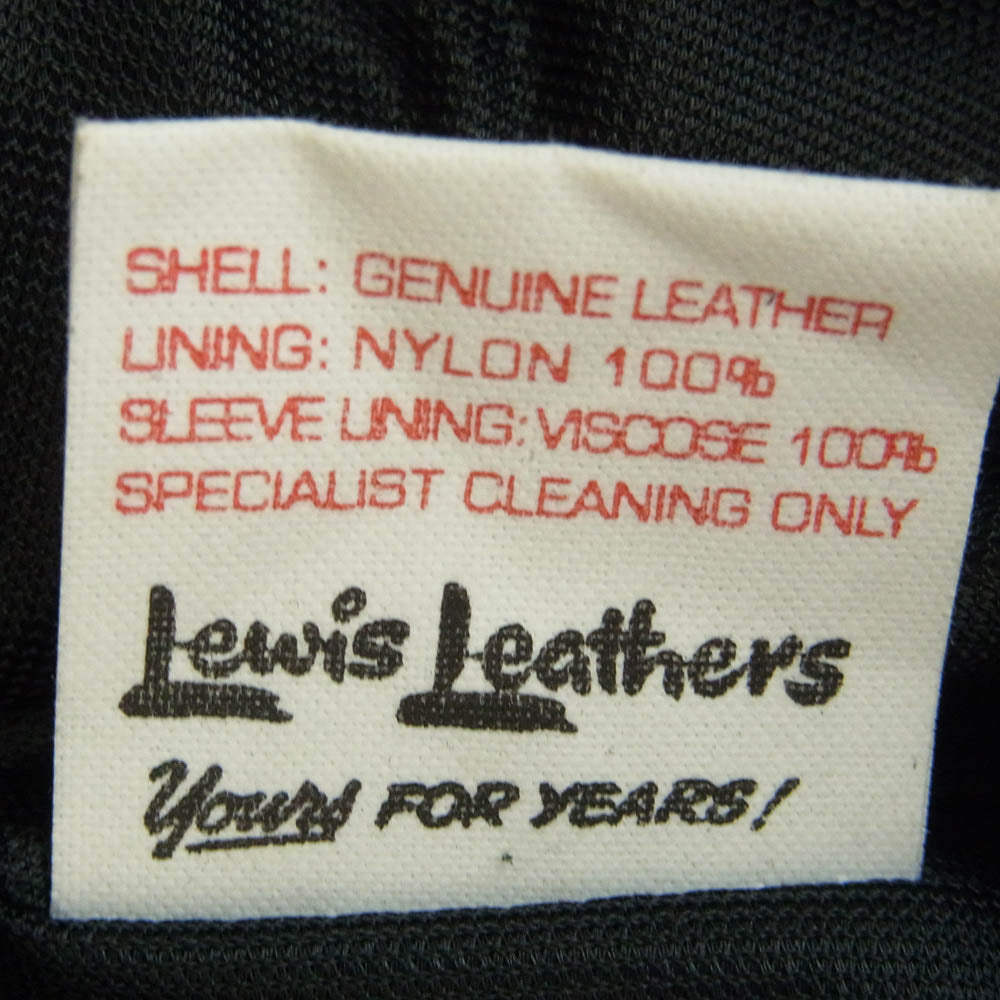 SHELL: GENUINE LEATHER
LINING: NYLON 100%
SLEEVE LINING: VISCOSE 100%
SPECIALIST CLEANING ONLY
Lewis Leathers
Yours FOR YEARS!